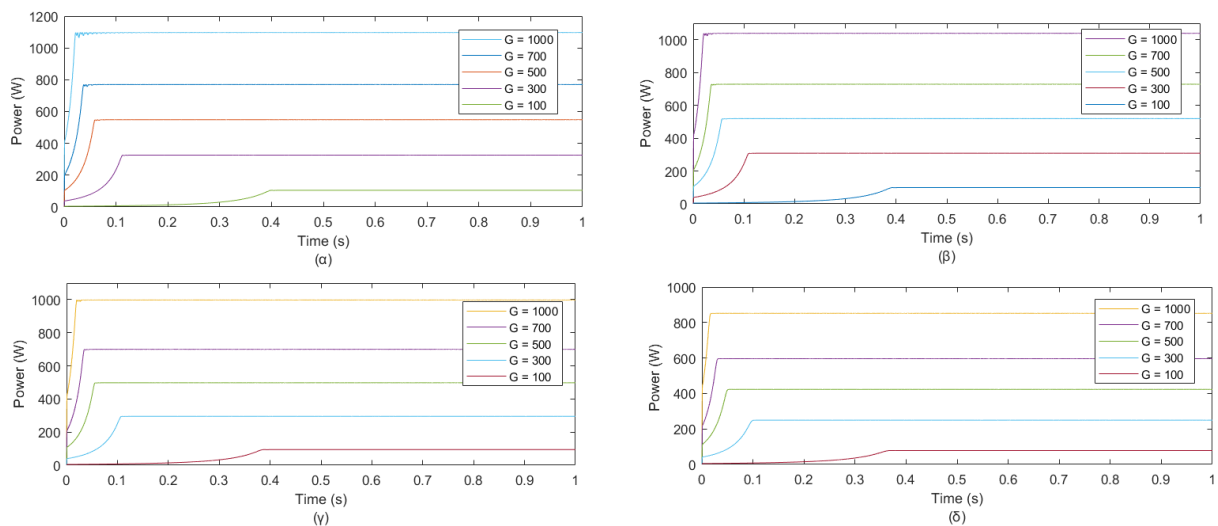 1200
1000
800
600
400
200
0
Power (W)
G = 1000
G = 700
G = 500
G = 300
G = 100
0 0.1 0.2 0.3 0.4 0.5 0.6 0.7 0.8 0.9 1
Time (s)
(α)
1000
800
600
400
200
0
Power (W)
G = 1000
G = 700
G = 500
G = 300
G = 100
0 0.1 0.2 0.3 0.4 0.5 0.6 0.7 0.8 0.9 1
Time (s)
(β)
1000
800
600
400
200
0
Power (W)
G = 1000
G = 700
G = 500
G = 300
G = 100
0 0.1 0.2 0.3 0.4 0.5 0.6 0.7 0.8 0.9 1
Time (s)
(γ)
1000
800
600
400
200
0
Power (W)
G = 1000
G = 700
G = 500
G = 300
G = 100
0 0.1 0.2 0.3 0.4 0.5 0.6 0.7 0.8 0.9 1
Time (s)
(δ)